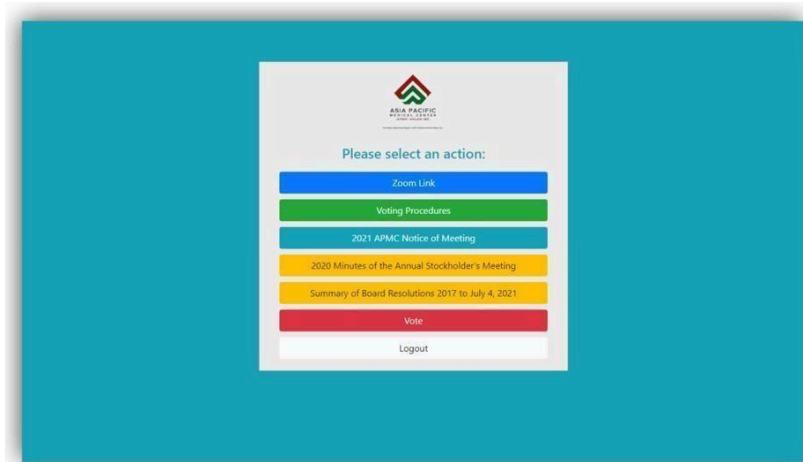 ASIA PACIFIC
MEDICAL CENTER
Please select an action:
Zoom Link
Voting Procedures
2021 APMC Notice of Meeting
2020 Minutes of the Annual Stockholder's Meeting
Summary of Board Resolutions 2017 to July 4, 2021
Vote
Logout